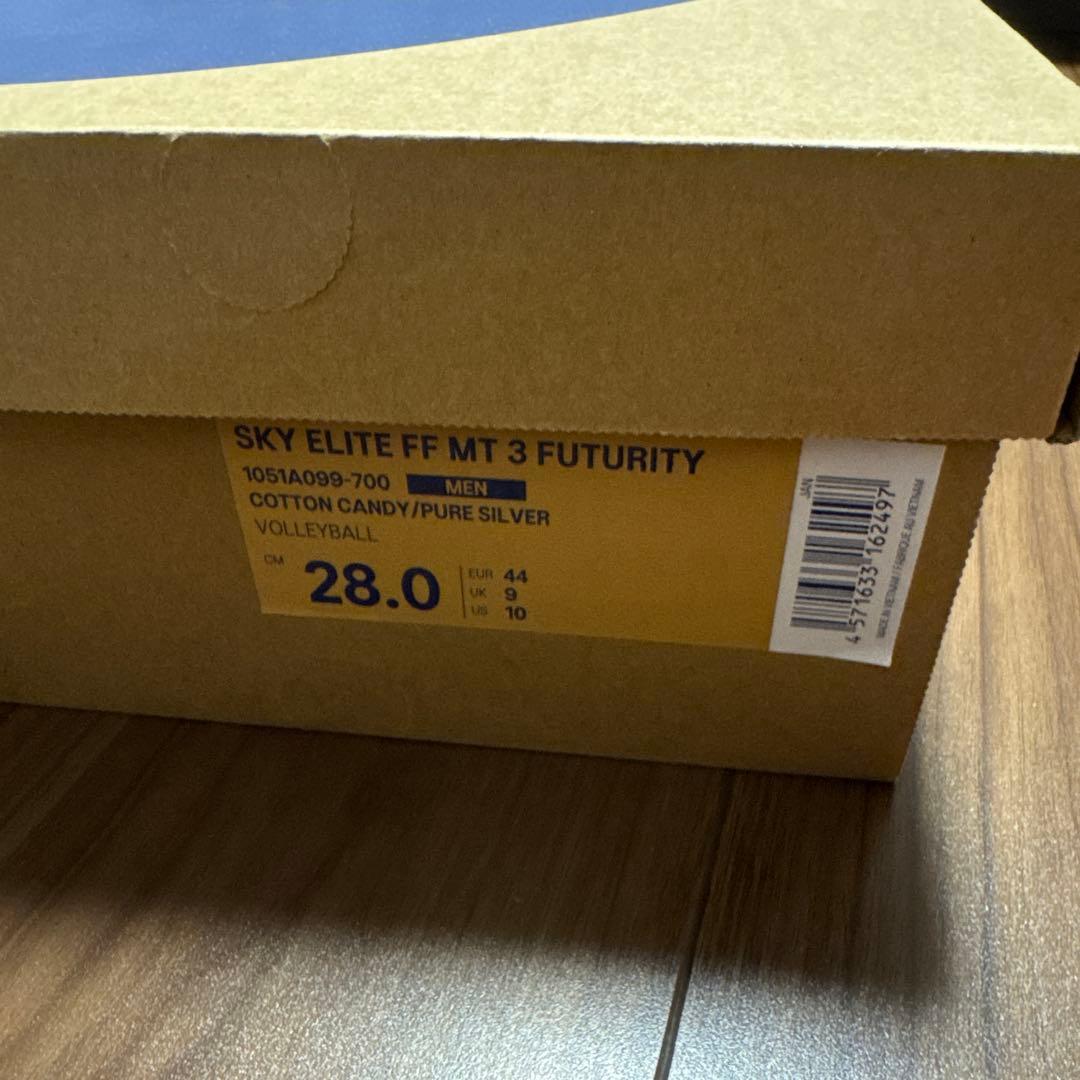 SKY ELITE FF MT 3 FUTURITY
1051A099-700 MEN
COTTON CANDY/PURE SILVER
VOLLEYBALL
CM 28.0
EUR 44
UK 9
US 10
JAN
4 571633 162497
MADE IN VIETNAM / FABRIQUÉ AU VIETNAM